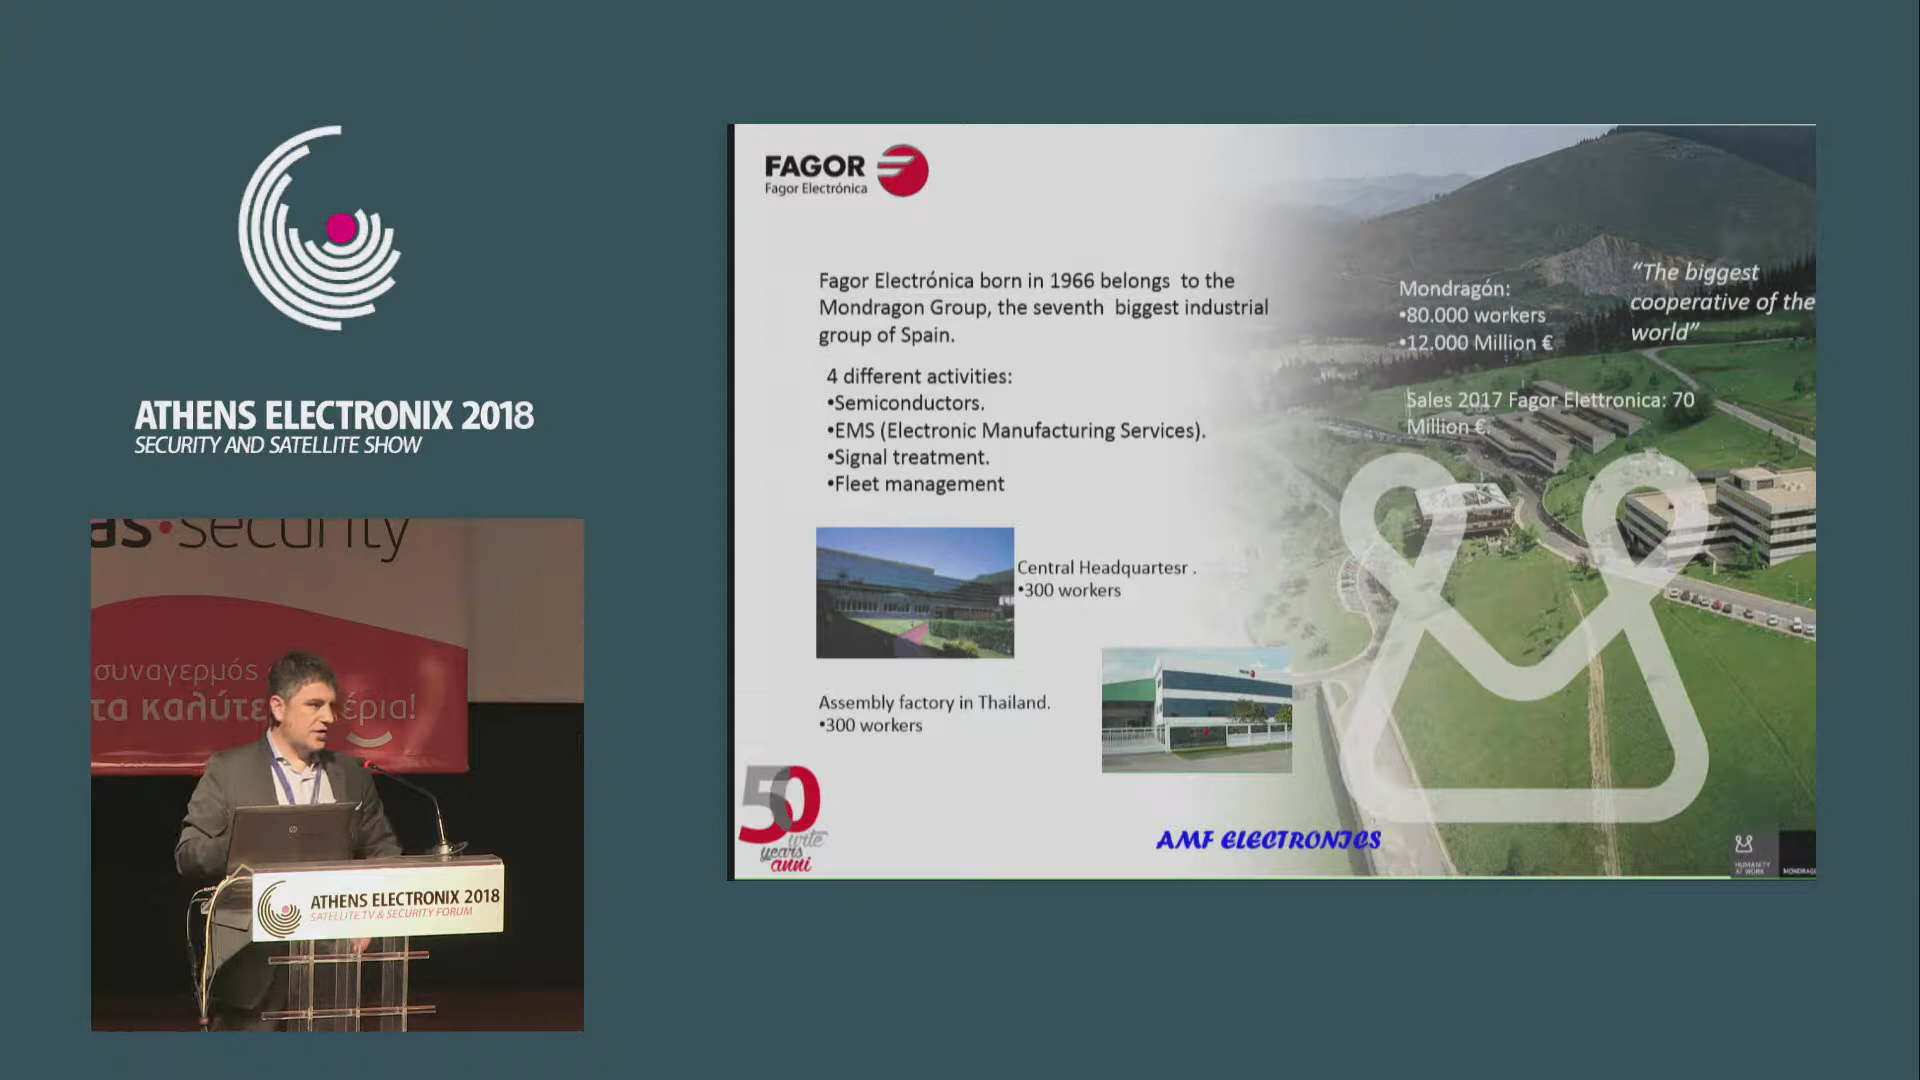 ATHENS ELECTRONIX 2018
SECURITY AND SATELLITE SHOW
as·security
συναγερμός
τα καλύτε έρια!
ATHENS ELECTRONIX 2018
SATELLITE TV & SECURITY FORUM
FAGOR
Fagor Electrónica
Fagor Electrónica born in 1966 belongs to the
Mondragon Group, the seventh biggest industrial
group of Spain.
4 different activities:
•Semiconductors.
•EMS (Electronic Manufacturing Services).
•Signal treatment.
•Fleet management
Central Headquartesr .
•300 workers
Assembly factory in Thailand.
•300 workers
Mondragón:
•80.000 workers
•12.000 Million €
“The biggest
cooperative of the
world”
Sales 2017 Fagor Elettronica: 70
Million €.
50
urte
years
anni
AMF ELECTRONICS
HUMANITY
AT WORK
MONDRAG